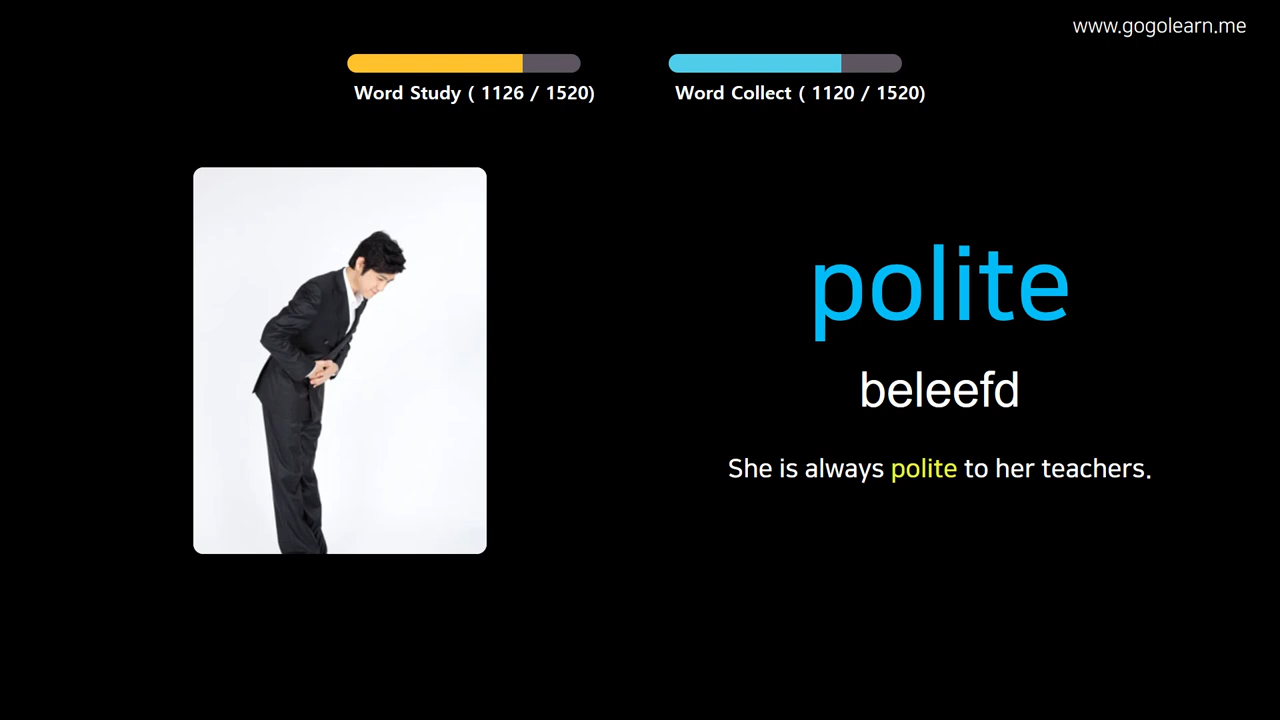 www.gogolearn.me
Word Study ( 1126 / 1520)
Word Collect ( 1120 / 1520)
polite
beleefd
She is always polite to her teachers.